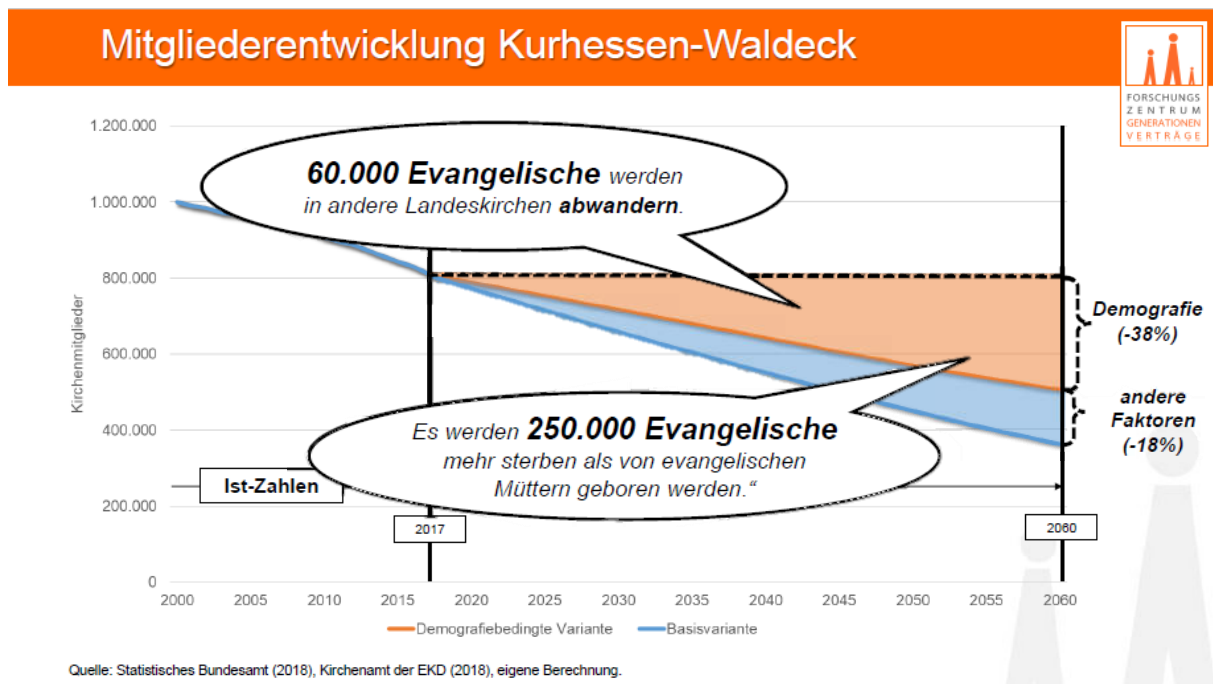 Mitgliederentwicklung Kurhessen-Waldeck
FORSCHUNGS
ZENTRUM
GENERATIONEN
VERTRÄGE
1.200.000
1.000.000
800.000
600.000
400.000
200.000
0
Kirchenmitglieder
60.000 Evangelische werden
in andere Landeskirchen abwandern.
Es werden 250.000 Evangelische
mehr sterben als von evangelischen
Müttern geboren werden.“
Demografie
(-38%)
andere
Faktoren
(-18%)
Ist-Zahlen
2017
2060
2000 2005 2010 2015 2020 2025 2030 2035 2040 2045 2050 2055 2060
Demografiebedingte Variante Basisvariante
Quelle: Statistisches Bundesamt (2018), Kirchenamt der EKD (2018), eigene Berechnung.